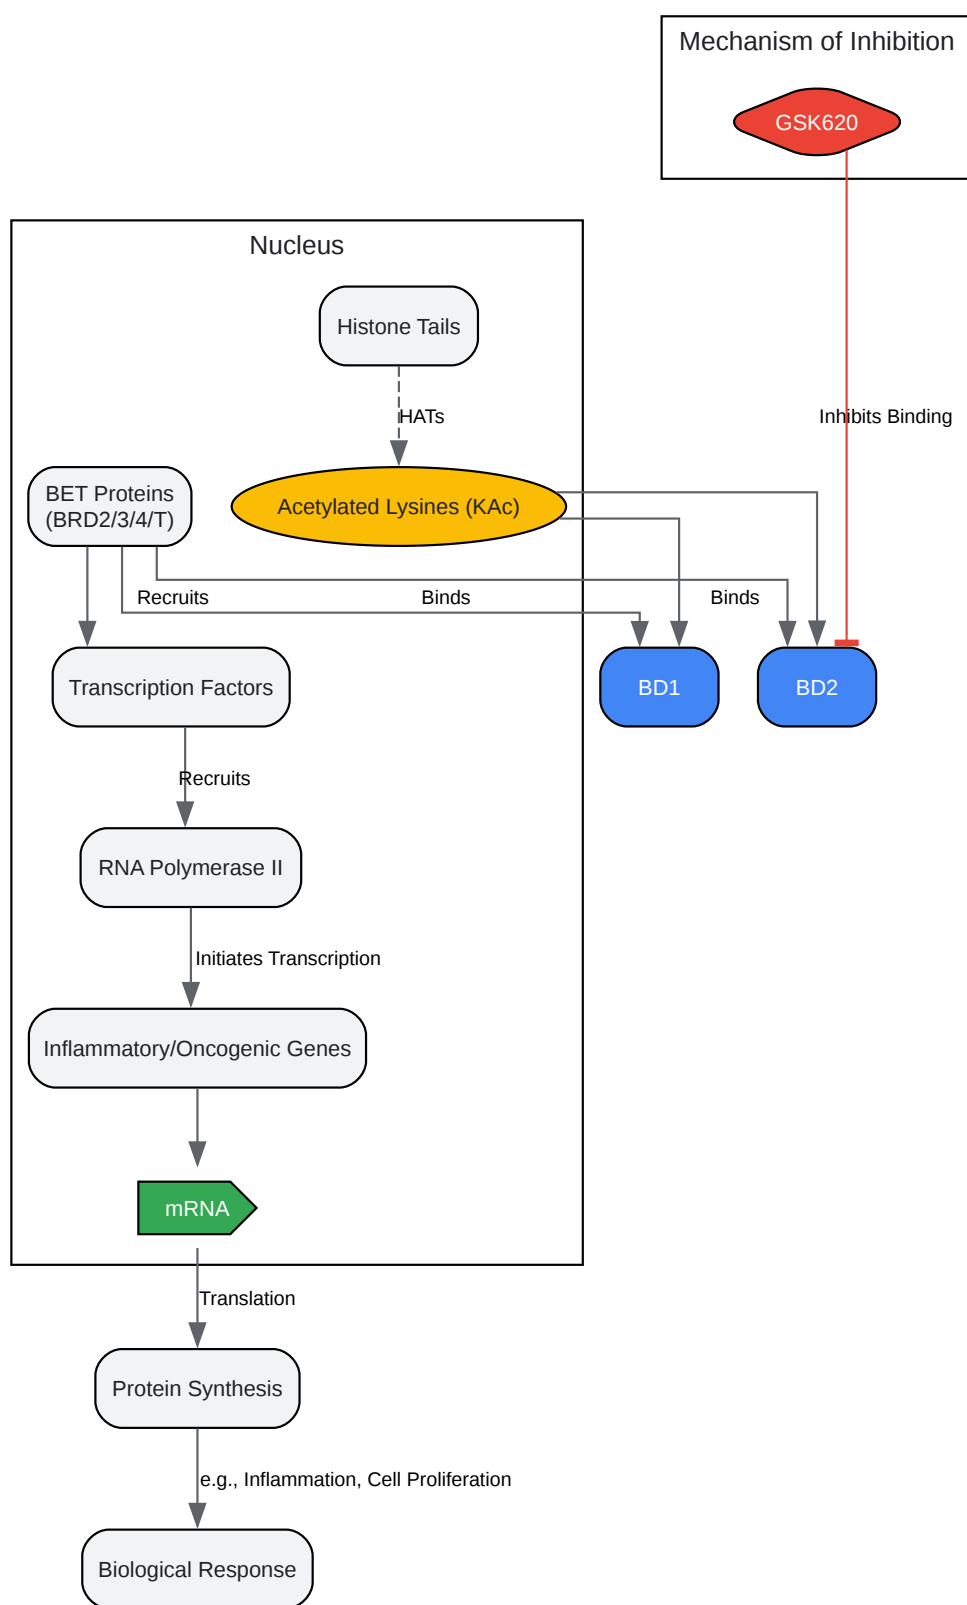 Mechanism of Inhibition
GSK620
Nucleus
Histone Tails
HATs
Inhibits Binding
BET Proteins
(BRD2/3/4/T)
Acetylated Lysines (KAc)
Recruits
Binds
Binds
Transcription Factors
BD1
BD2
Recruits
RNA Polymerase II
Initiates Transcription
Inflammatory/Oncogenic Genes
mRNA
Translation
Protein Synthesis
e.g., Inflammation, Cell Proliferation
Biological Response